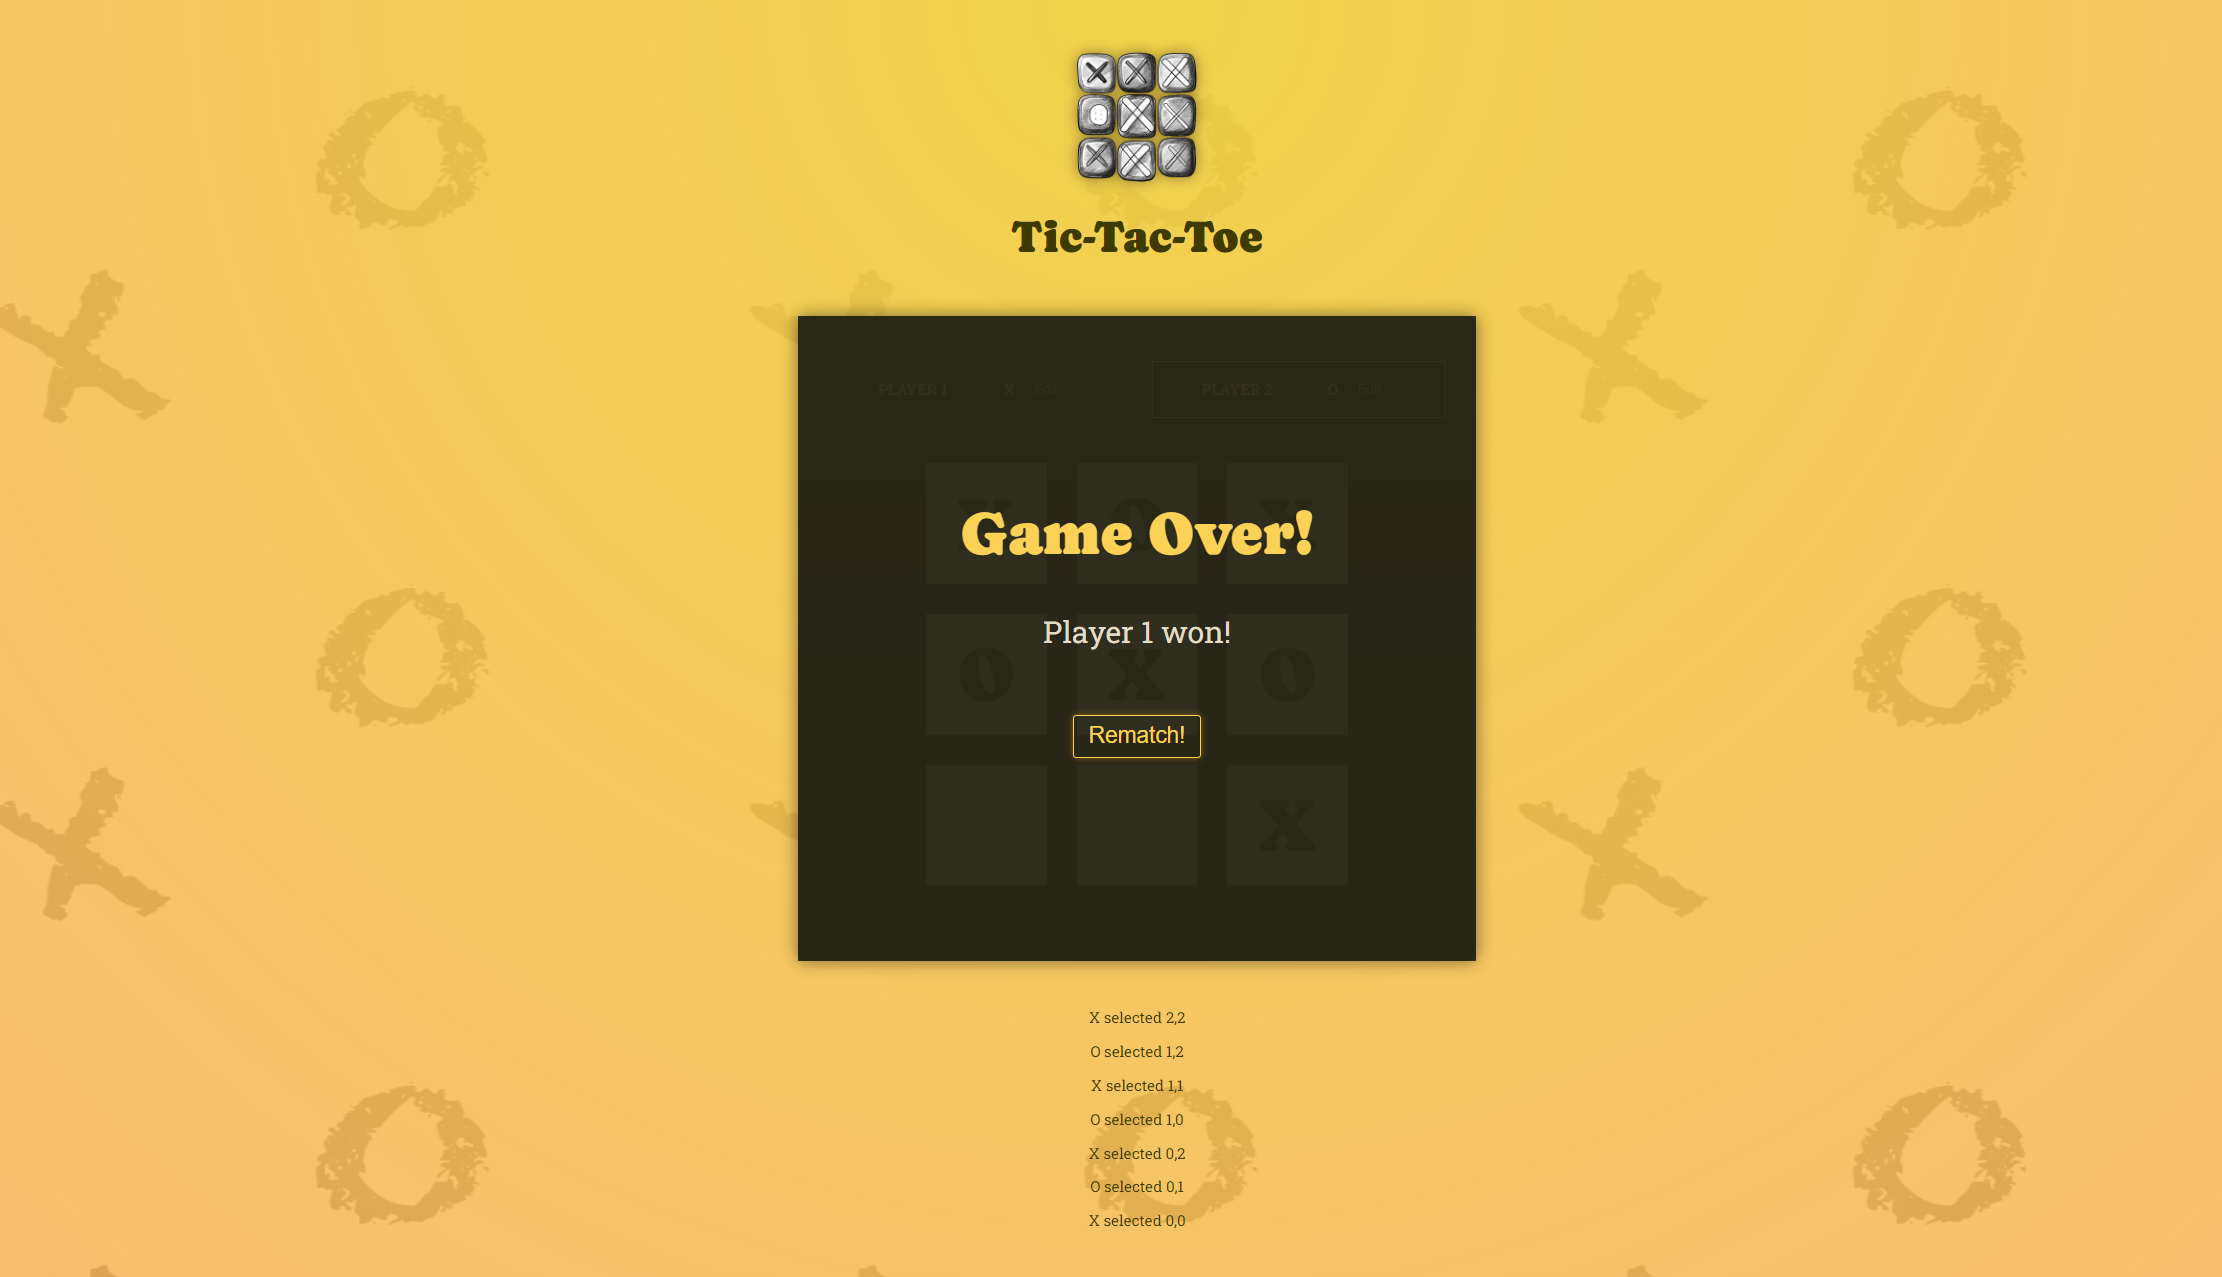 Tic-Tac-Toe
PLAYER 1 X Edit PLAYER 2 O Edit
X O X
Game Over!
Player 1 won!
O X O
Rematch!
X
X selected 2,2
O selected 1,2
X selected 1,1
O selected 1,0
X selected 0,2
O selected 0,1
X selected 0,0